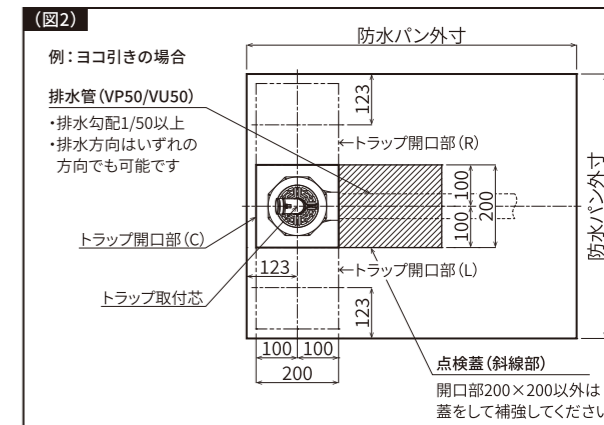 （図2）
防水パン外寸
例：ヨコ引きの場合
排水管（VP50/VU50）
・排水勾配1/50以上
・排水方向はいずれの
方向でも可能です
123
←トラップ開口部（R）
100
200
100
防水パン外寸
トラップ開口部（C）
123
←トラップ開口部（L）
トラップ取付芯
123
100
100
200
点検蓋（斜線部）
開口部200×200以外は
蓋をして補強してください